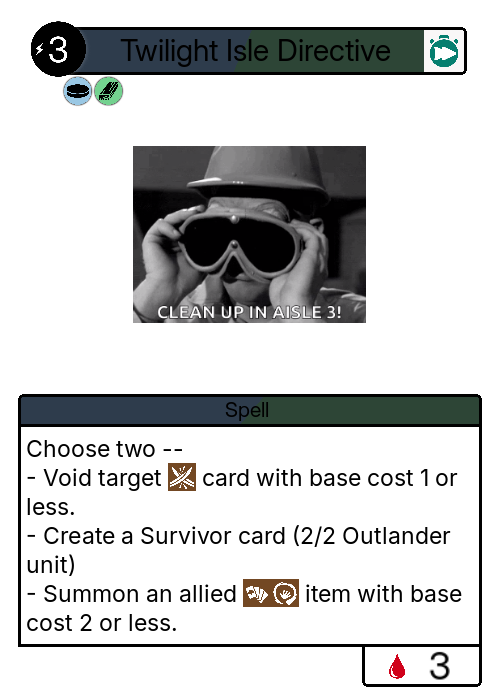 3
Twilight Isle Directive
CLEAN UP IN AISLE 3!
Spell
Choose two --
- Void target card with base cost 1 or
less.
- Create a Survivor card (2/2 Outlander
unit)
- Summon an allied item with base
cost 2 or less.
3